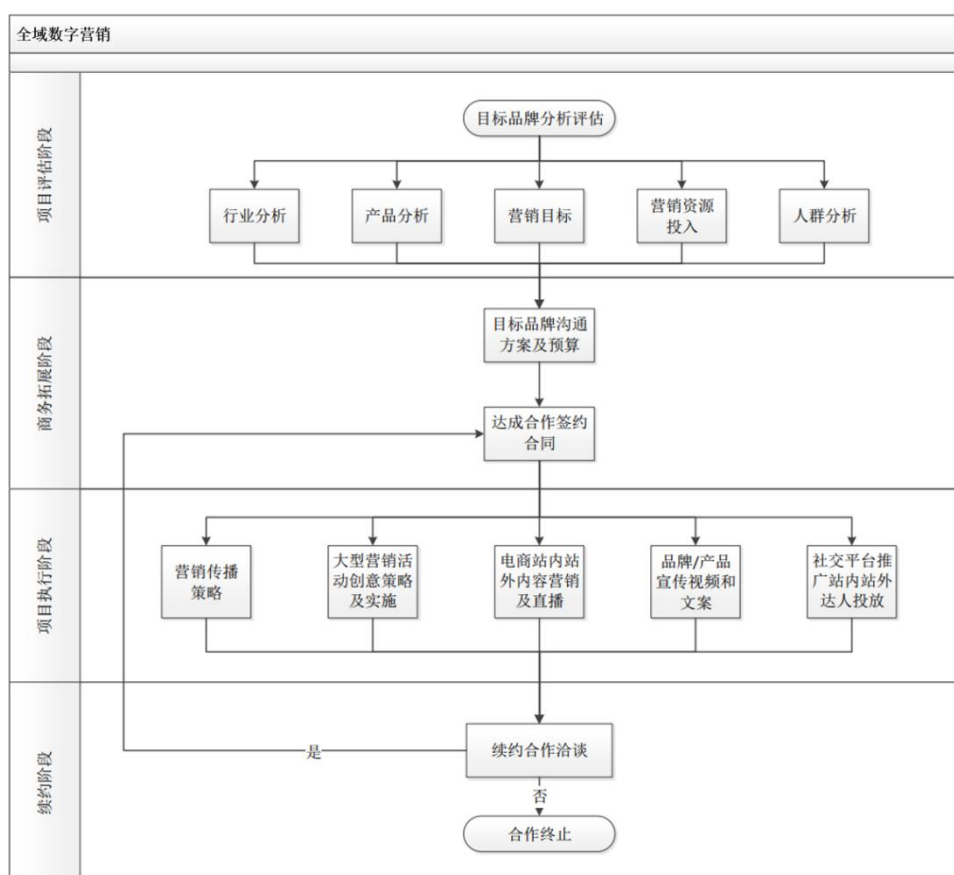 全域数字营销
项目评估阶段
目标品牌分析评估
行业分析
产品分析
营销目标
营销资源
投入
人群分析
商务拓展阶段
目标品牌沟通
方案及预算
达成合作签约
合同
项目执行阶段
营销传播
策略
大型营销活
动创意策略
及实施
电商站内站
外内容营销
及直播
品牌/产品
宣传视频和
文案
社交平台推
广站内站外
达人投放
续约阶段
续约合作洽谈
是
否
合作终止